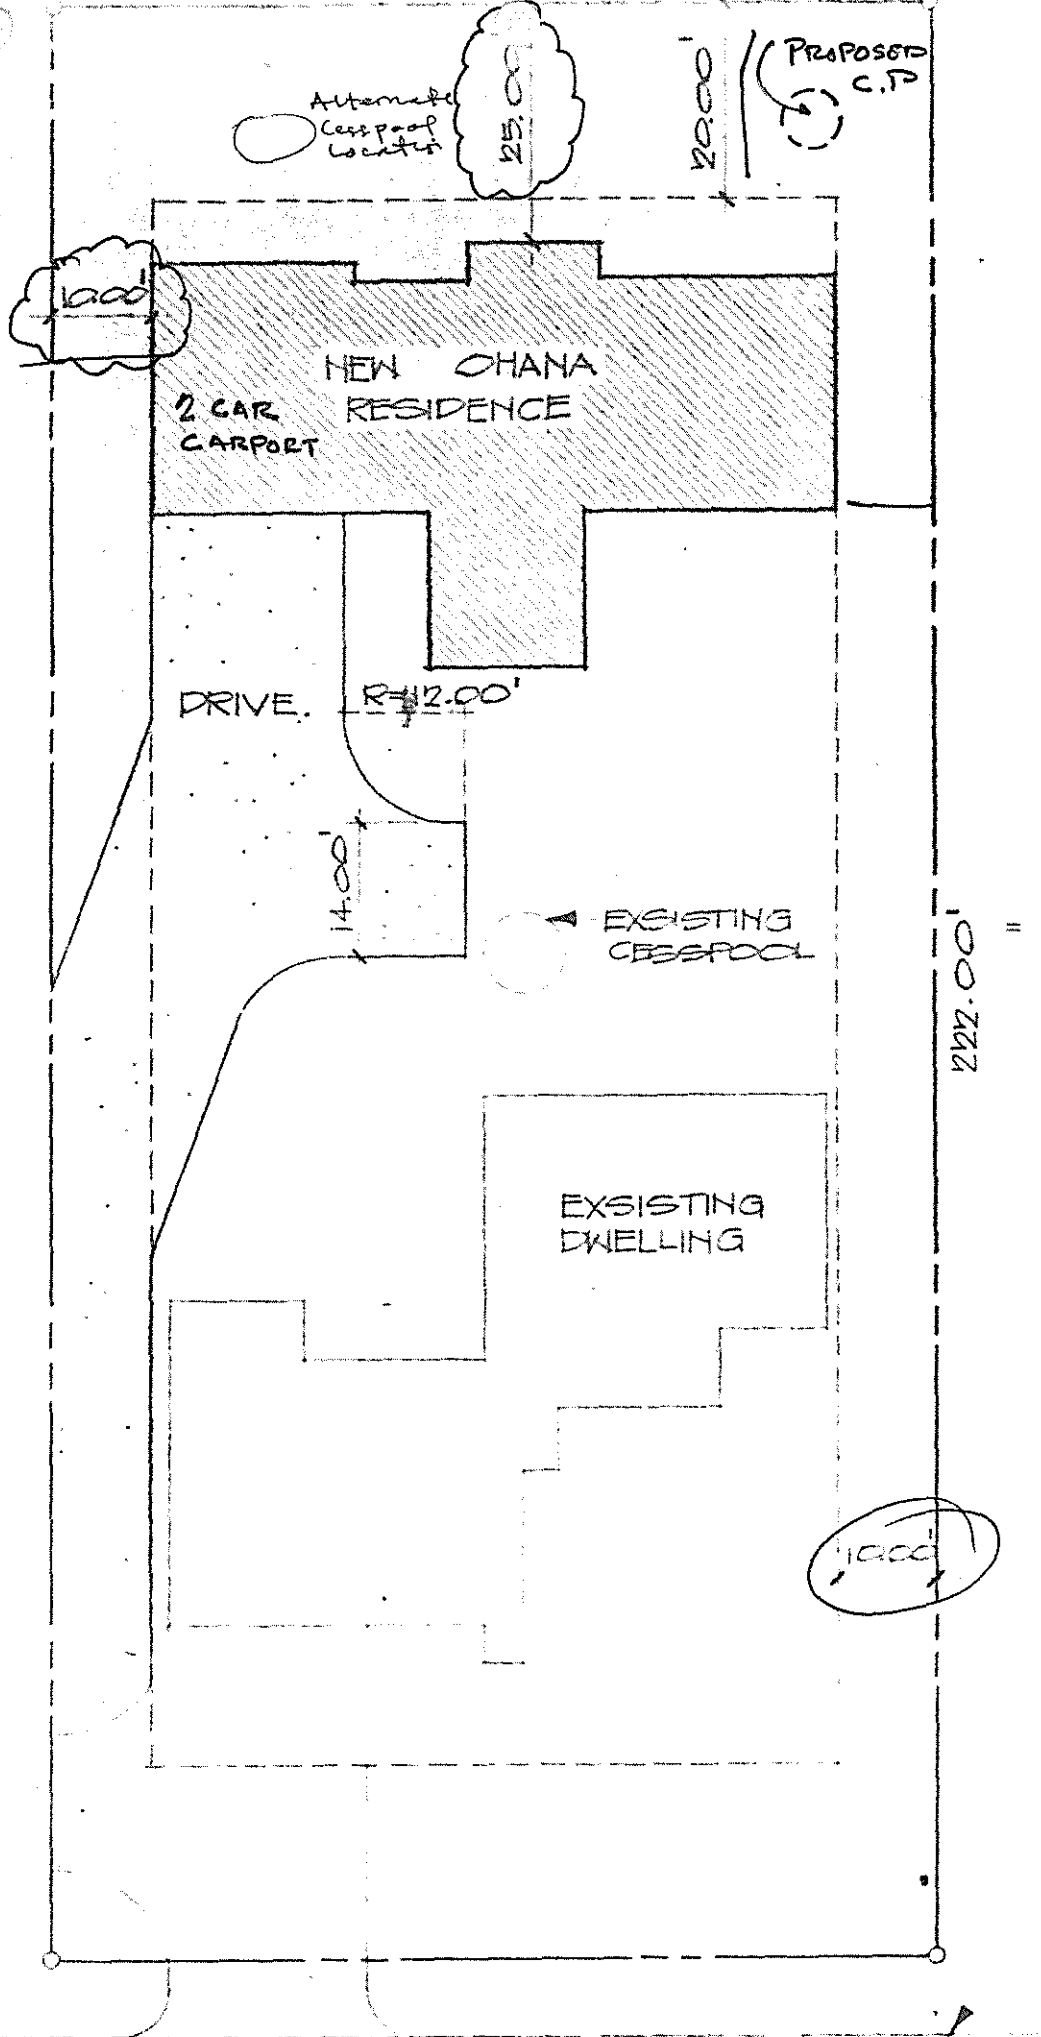 PROPOSED
C.P
Alternate
Cesspool
Location
25.00'
20.00'
10.00'
NEW OHANA
RESIDENCE
2 CAR
CARPORT
DRIVE.
R=12.00'
14.00'
EXSISTING
CESSPOOL
222.00'
=
EXSISTING
DWELLING
10.00'